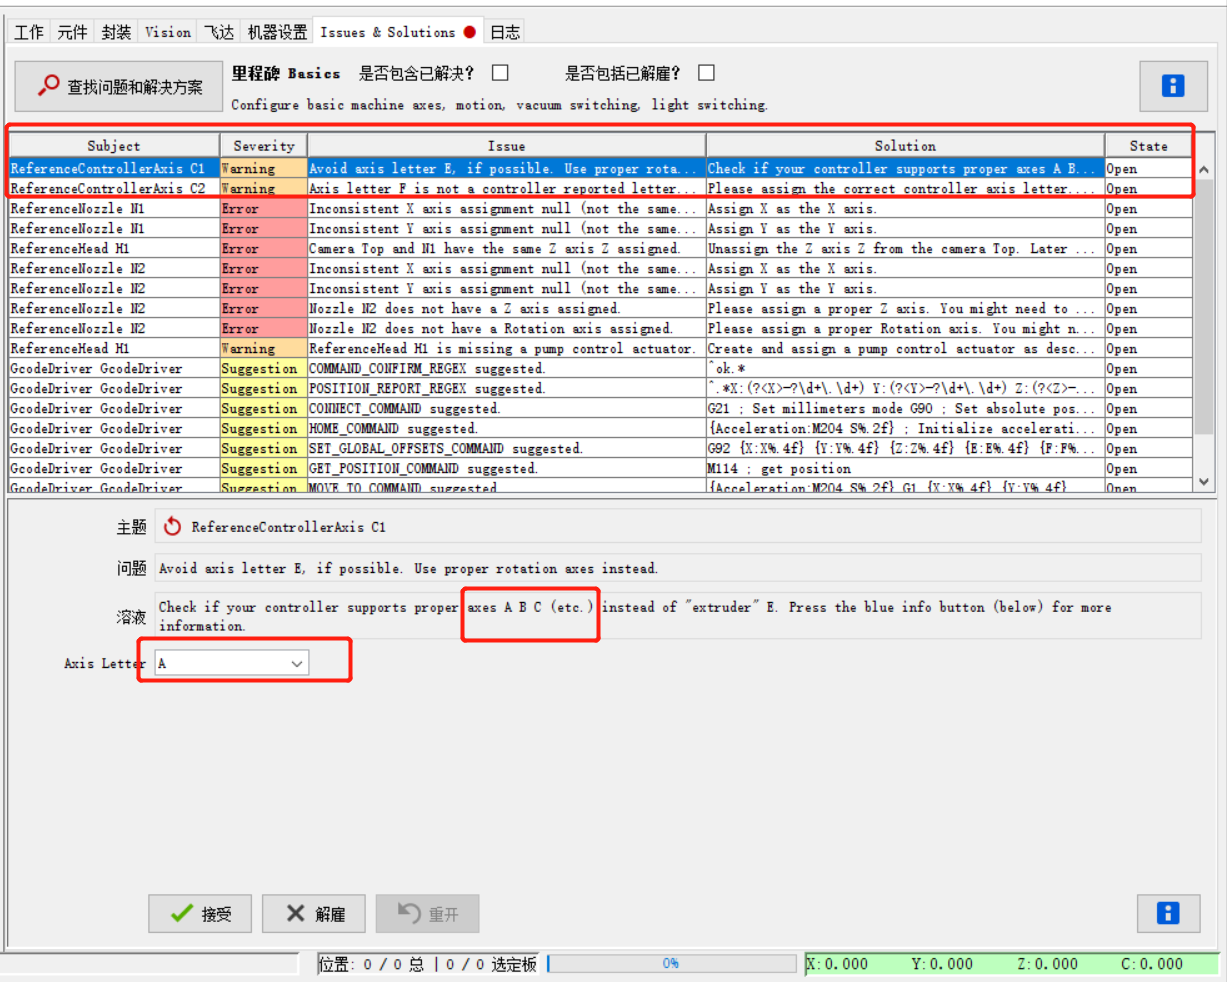 工作 元件 封装 Vision 飞达 机器设置 Issues & Solutions 日志
查找问题和解决方案
里程碑 Basics 是否包含已解决? 是否包括已解雇?
Configure basic machine axes, motion, vacuum switching, light switching.
Subject Severity Issue Solution State
ReferenceControllerAxis C1 Warning Avoid axis letter E, if possible. Use proper rota... Check if your controller supports proper axes A B... Open
ReferenceControllerAxis C2 Warning Axis letter F is not a controller reported letter... Please assign the correct controller axis letter.... Open
ReferenceNozzle N1 Error Inconsistent X axis assignment null (not the same... Assign X as the X axis. Open
ReferenceNozzle N1 Error Inconsistent Y axis assignment null (not the same... Assign Y as the Y axis. Open
ReferenceHead H1 Error Camera Top and N1 have the same Z axis Z assigned. Unassign the Z axis Z from the camera Top. Later ... Open
ReferenceNozzle N2 Error Inconsistent X axis assignment null (not the same... Assign X as the X axis. Open
ReferenceNozzle N2 Error Inconsistent Y axis assignment null (not the same... Assign Y as the Y axis. Open
ReferenceNozzle N2 Error Nozzle N2 does not have a Z axis assigned. Please assign a proper Z axis. You might need to ... Open
ReferenceNozzle N2 Error Nozzle N2 does not have a Rotation axis assigned. Please assign a proper Rotation axis. You might n... Open
ReferenceHead H1 Warning ReferenceHead H1 is missing a pump control actuator. Create and assign a pump control actuator as desc... Open
GcodeDriver GcodeDriver Suggestion COMMAND_CONFIRM_REGEX suggested. ^ok.* Open
GcodeDriver GcodeDriver Suggestion POSITION_REPORT_REGEX suggested. ^.*X:(?<X>-?\d+\.\d+) Y:(?<Y>-?\d+\.\d+) Z:(?<Z>-... Open
GcodeDriver GcodeDriver Suggestion CONNECT_COMMAND suggested. G21 ; Set millimeters mode G90 ; Set absolute pos... Open
GcodeDriver GcodeDriver Suggestion HOME_COMMAND suggested. {Acceleration:M204 S%.2f} ; Initialize accelerati... Open
GcodeDriver GcodeDriver Suggestion SET_GLOBAL_OFFSETS_COMMAND suggested. G92 {X:X%.4f} {Y:Y%.4f} {Z:Z%.4f} {E:E%.4f} {F:F%... Open
GcodeDriver GcodeDriver Suggestion GET_POSITION_COMMAND suggested. M114 ; get position Open
GcodeDriver GcodeDriver Suggestion MOVE_TO_COMMAND suggested {Acceleration:M204 S%.2f} G1 {X:X%.4f} {Y:Y%.4f} Open
主题 ReferenceControllerAxis C1
问题 Avoid axis letter E, if possible. Use proper rotation axes instead.
溶液 Check if your controller supports proper axes A B C (etc.) instead of "extruder" E. Press the blue info button (below) for more
information.
Axis Letter A
接受 解雇 重开
位置: 0 / 0 总 | 0 / 0 选定板 0% X:0.000 Y:0.000 Z:0.000 C:0.000